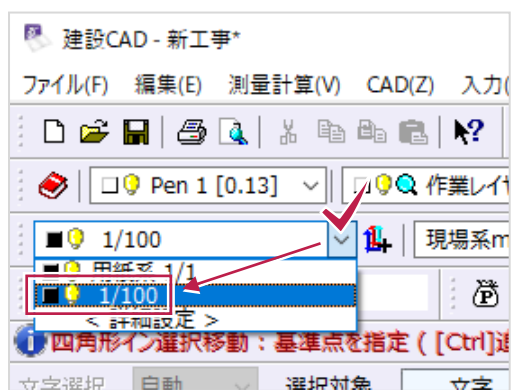 建設CAD - 新工事*
ファイル(F) 編集(E) 測量計算(V) CAD(Z) 入力(
Pen 1 [0.13] 作業レイ
1/100 現場系m
用紙系 1/1
1/100
< 詳細設定 >
四角形イン選択移動：基準点を指定 ( [Ctrl]追
文字選択 自動 選択対象 文字